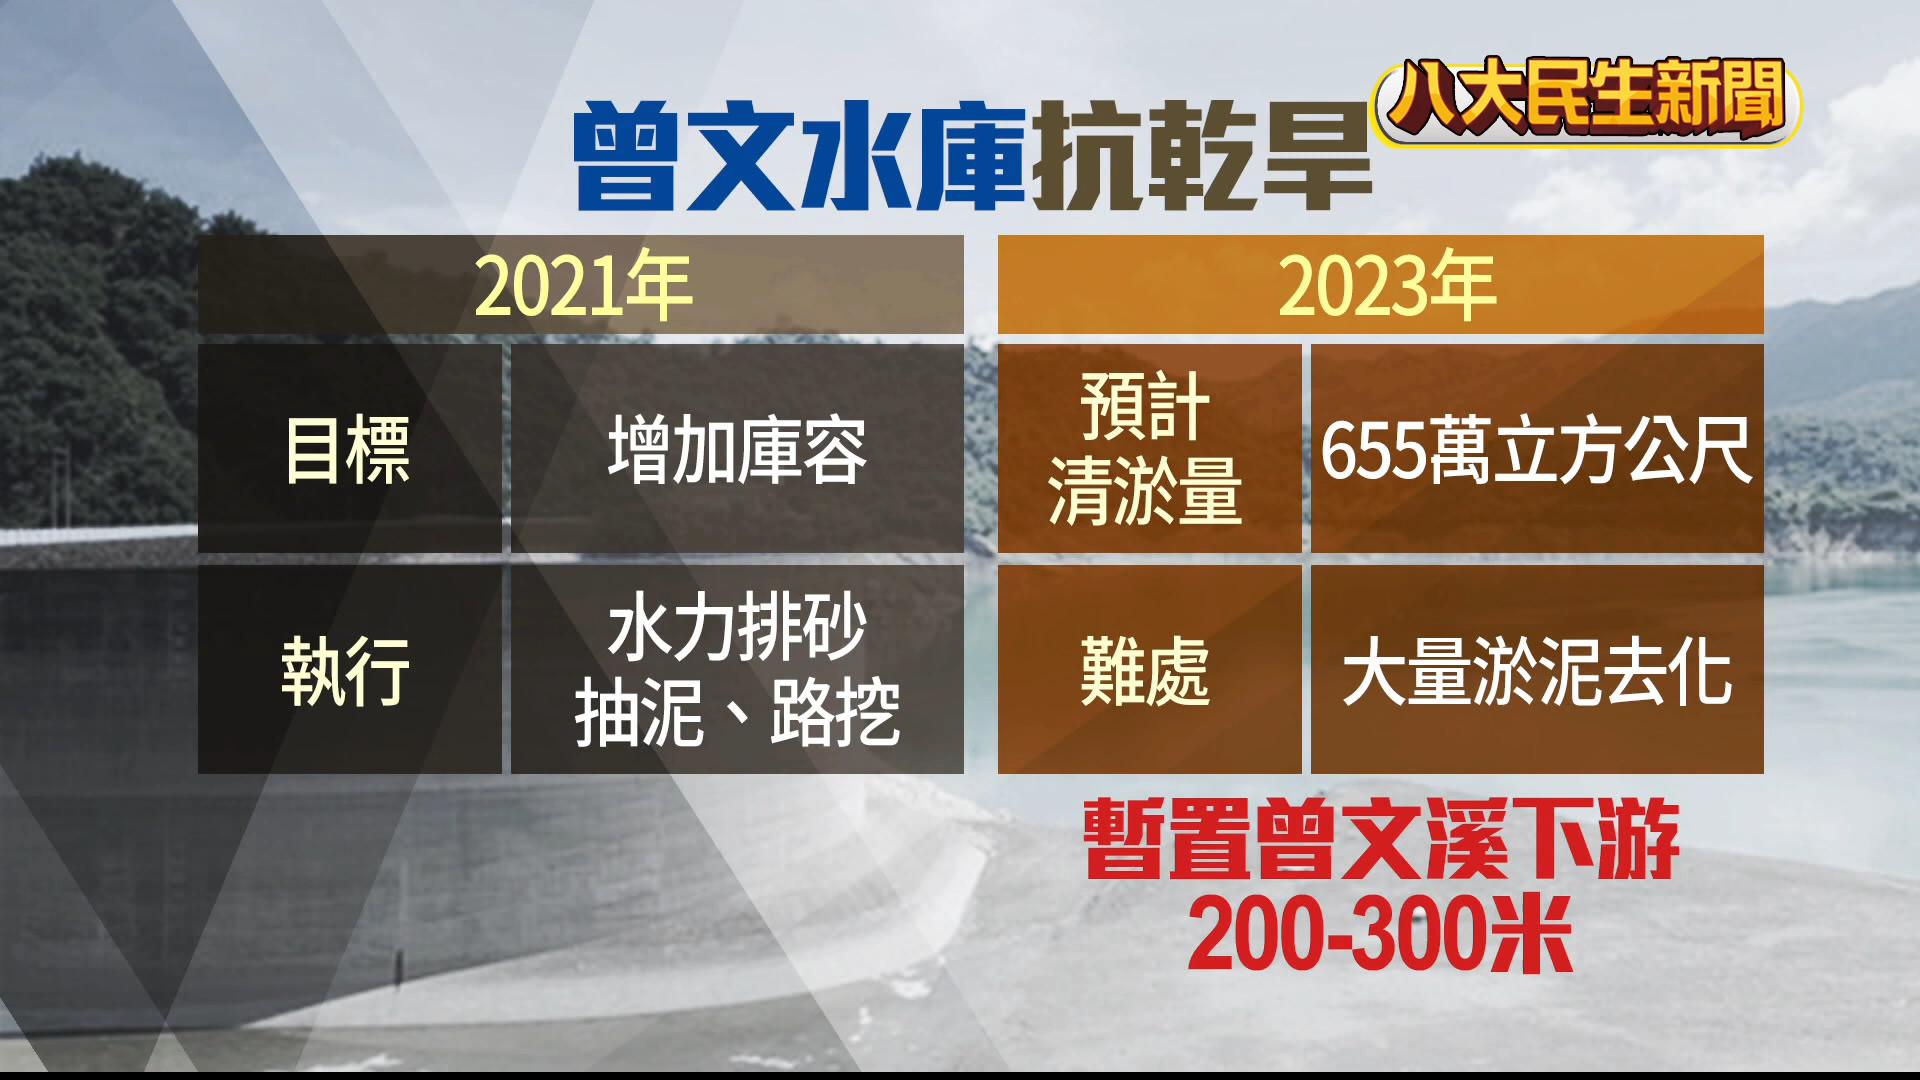 八大民生新聞
曾文水庫抗乾旱
2021年
目標
增加庫容
執行
水力排砂
抽泥、路挖
2023年
預計
清淤量
655萬立方公尺
難處
大量淤泥去化
暫置曾文溪下游
200-300米